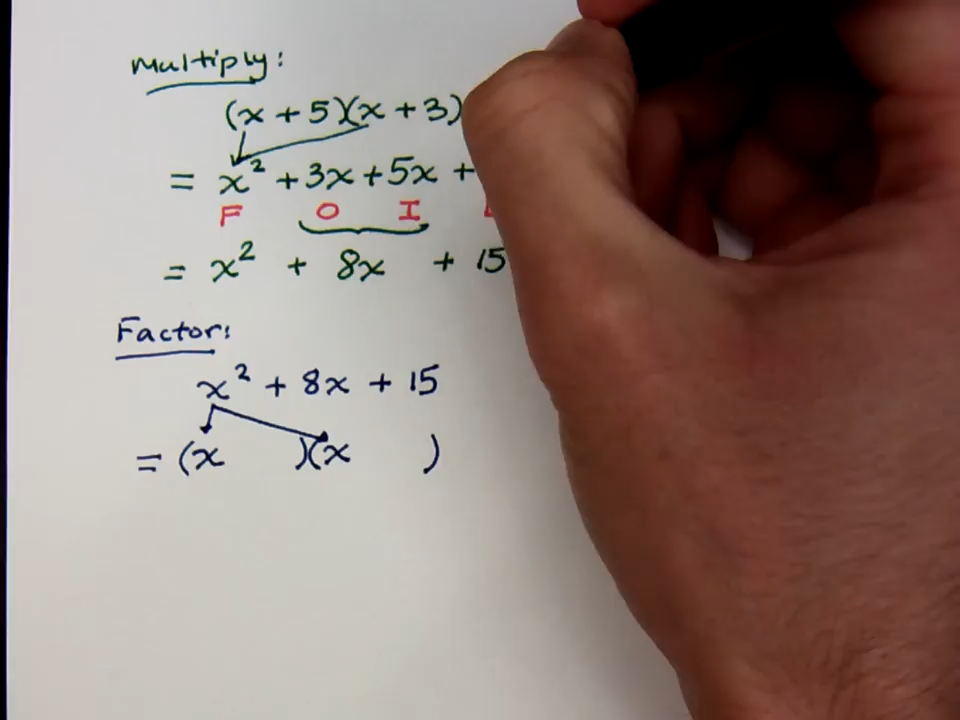 Multiply:
(x + 5)(x + 3)
= x² + 3x + 5x +
F O I
= x² + 8x + 15
Factor:
x² + 8x + 15
= (x )(x )